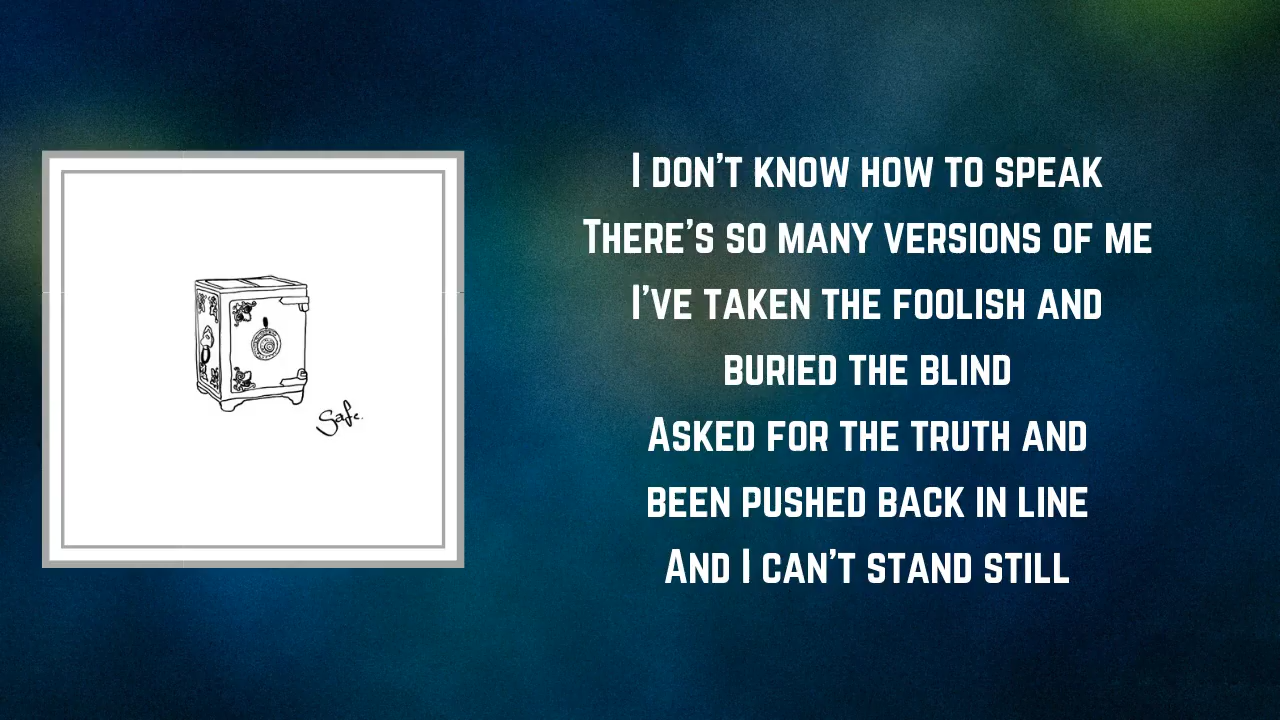 Safe.
I don't know how to speak
There's so many versions of me
I've taken the foolish and
buried the blind
Asked for the truth and
been pushed back in line
And I can't stand still